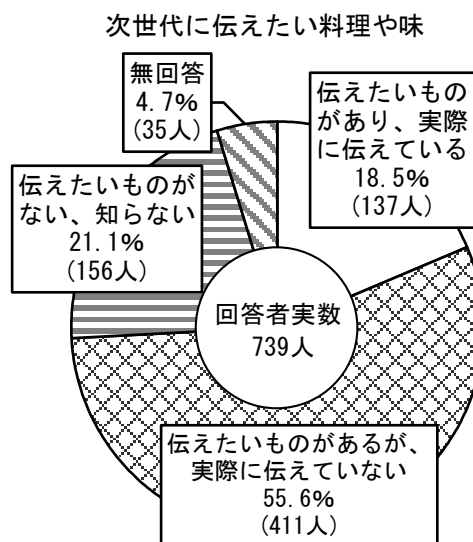 次世代に伝えたい料理や味
無回答
4.7%
(35人)
伝えたいもの
があり、実際
に伝えている
18.5%
(137人)
伝えたいものが
ない、知らない
21.1%
(156人)
回答者実数
739人
伝えたいものがあるが、
実際に伝えていない
55.6%
(411人)